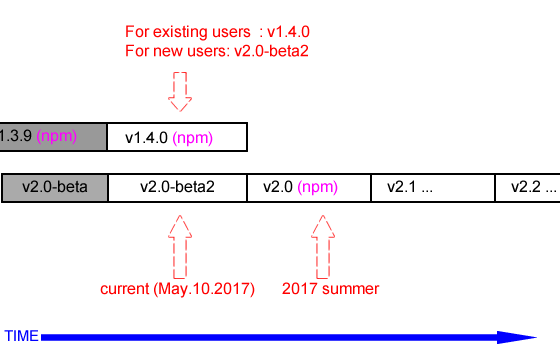 For existing users : v1.4.0
For new users: v2.0-beta2
1.3.9 (npm) v1.4.0 (npm)
v2.0-beta v2.0-beta2 v2.0 (npm) v2.1 ... v2.2 ...
current (May.10.2017) 2017 summer
TIME